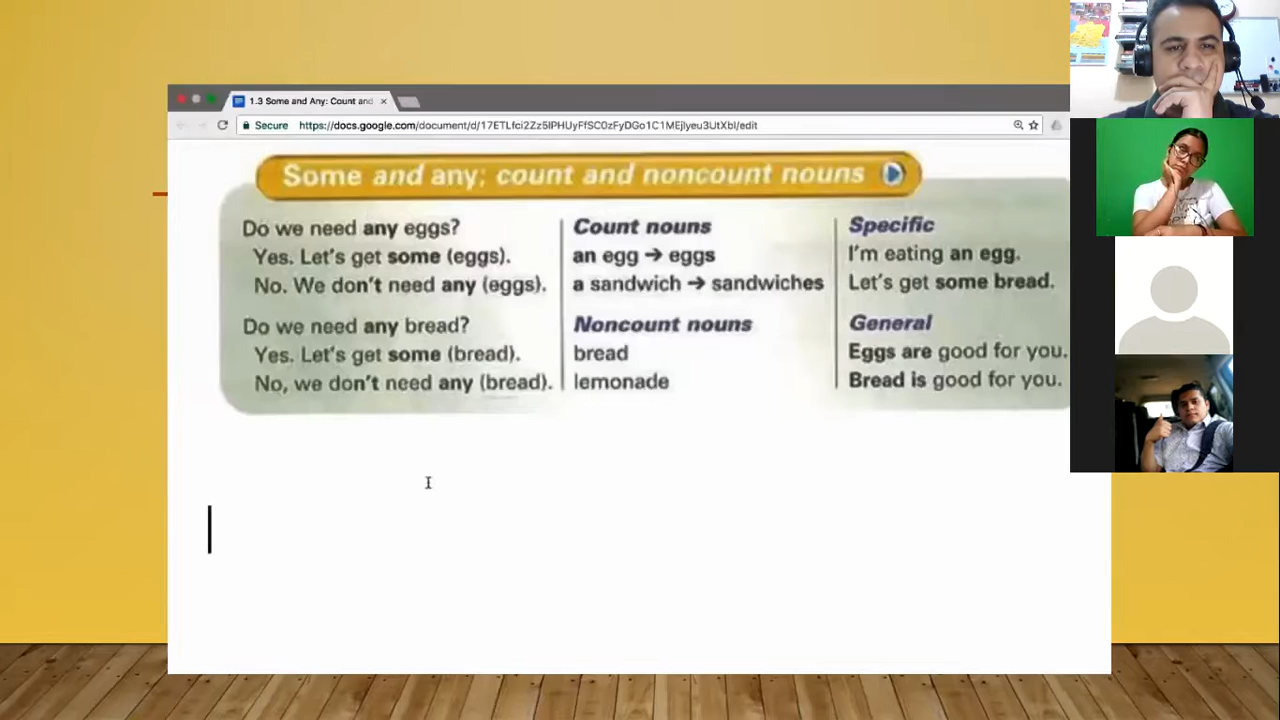 1.3 Some and Any: Count and
Secure https://docs.google.com/document/d/17ETLfci2Zz5IPHUyFfSC0zFyDGo1C1MEjlyeu3UtXbI/edit
Some and any; count and noncount nouns
Do we need any eggs?
Yes. Let's get some (eggs).
No. We don't need any (eggs).
Do we need any bread?
Yes. Let's get some (bread).
No, we don't need any (bread).
Count nouns
an egg → eggs
a sandwich → sandwiches
Noncount nouns
bread
lemonade
Specific
I'm eating an egg.
Let's get some bread.
General
Eggs are good for you.
Bread is good for you.